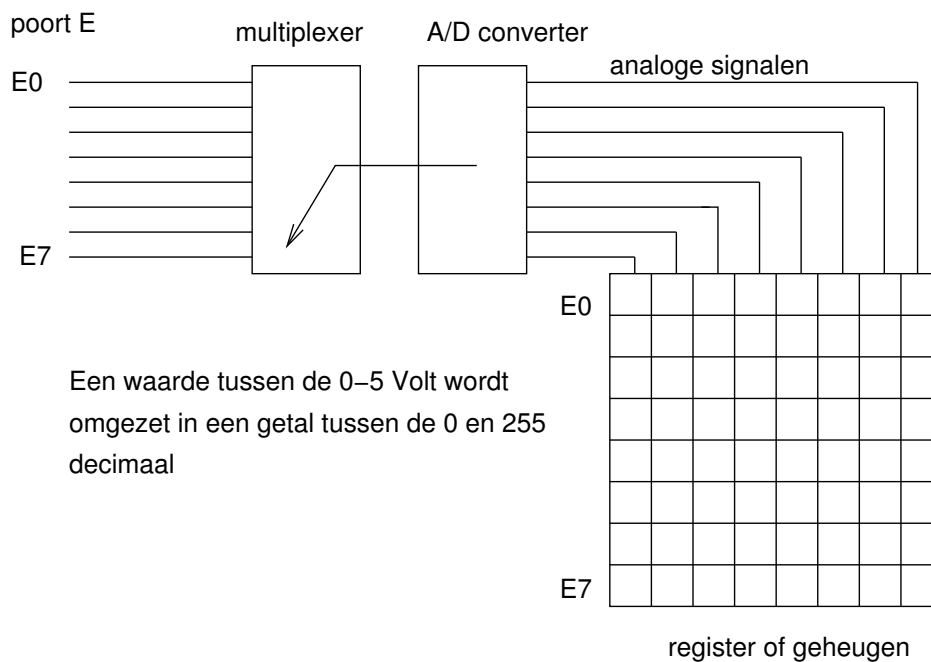 poort E
multiplexer
A/D converter
analoge signalen
E0
E7
E0
Een waarde tussen de 0–5 Volt wordt
omgezet in een getal tussen de 0 en 255
decimaal
E7
register of geheugen